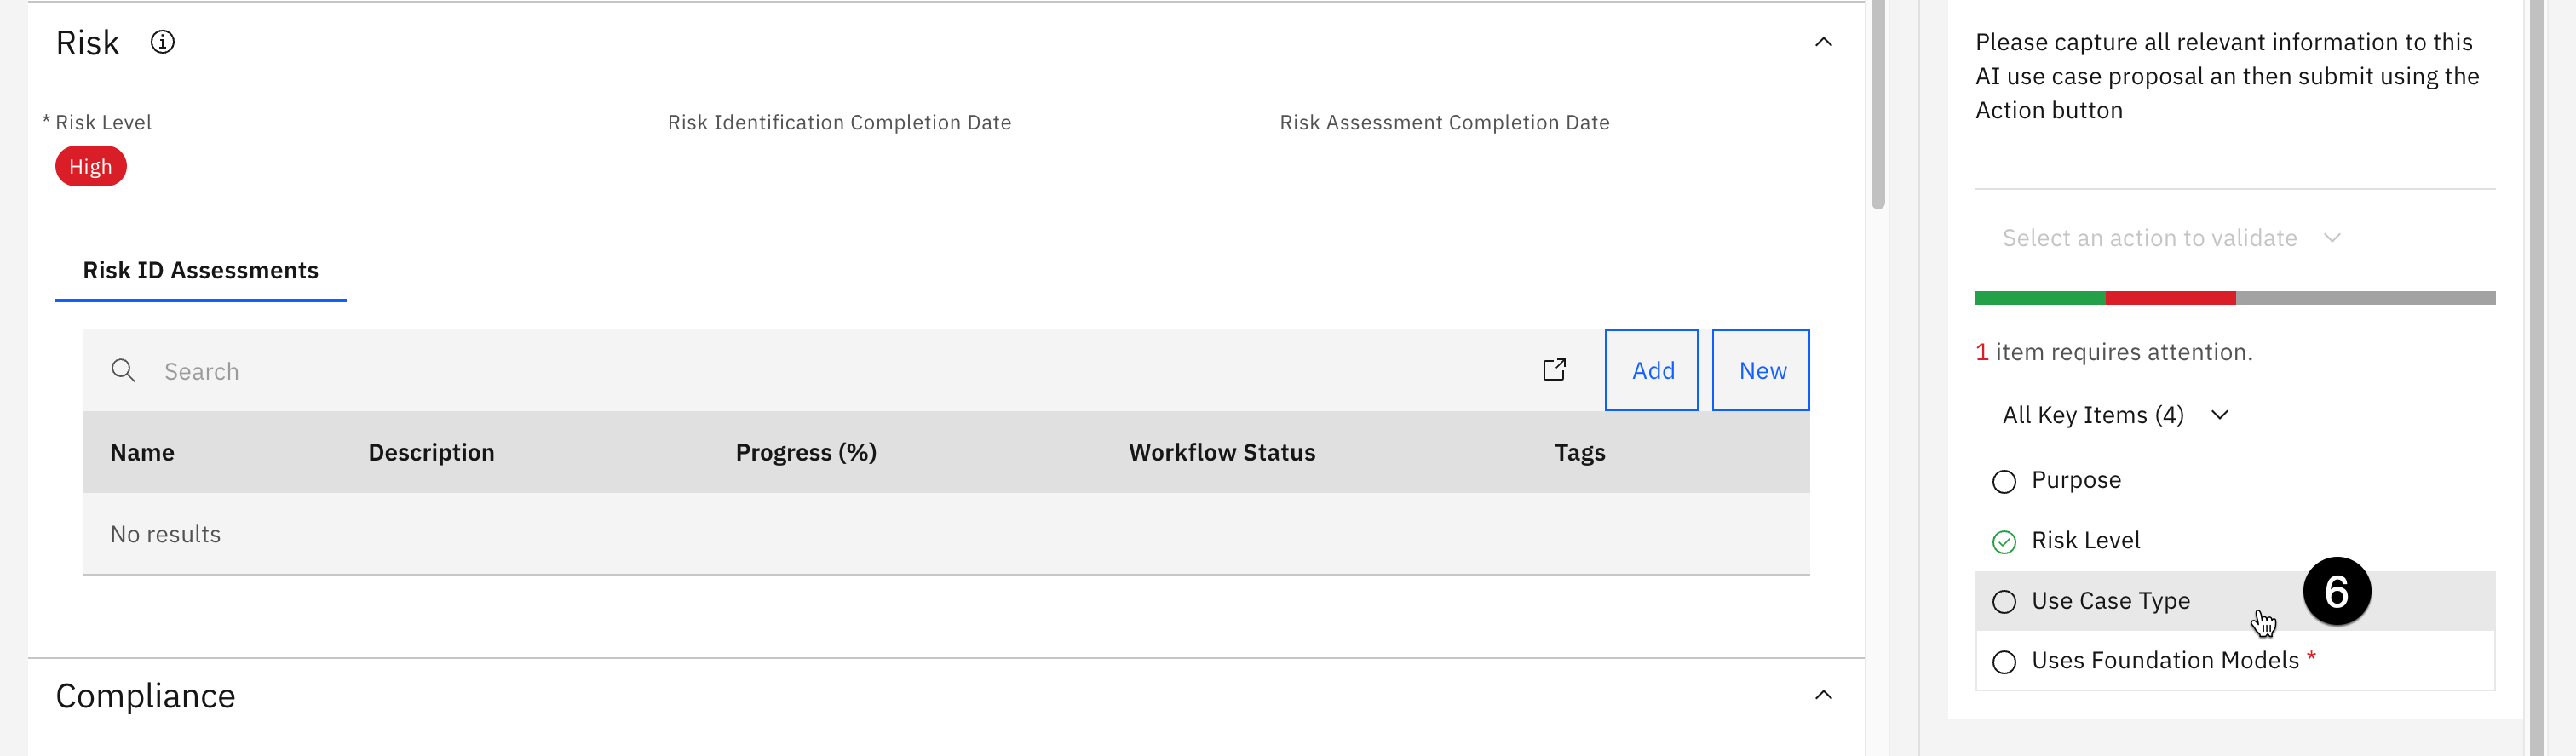 Risk
* Risk Level
Risk Identification Completion Date
Risk Assessment Completion Date
High
Risk ID Assessments
Search
Add
New
Name Description Progress (%) Workflow Status Tags
No results
Compliance
Please capture all relevant information to this
AI use case proposal an then submit using the
Action button
Select an action to validate
1 item requires attention.
All Key Items (4)
Purpose
Risk Level
Use Case Type
6
Uses Foundation Models *